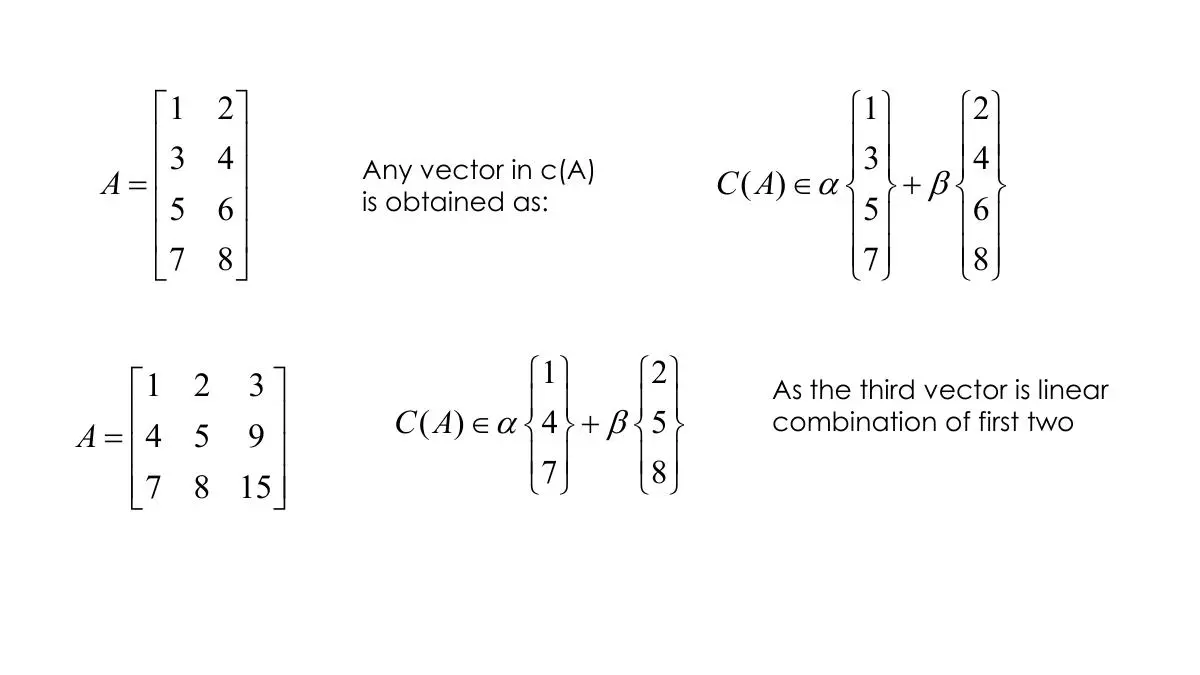 A = [1 2
3 4
5 6
7 8]
Any vector in c(A)
is obtained as:
C(A) ∈ α {1 3 5 7} + β {2 4 6 8}
A = [1 2 3
4 5 9
7 8 15]
C(A) ∈ α {1 4 7} + β {2 5 8}
As the third vector is linear
combination of first two